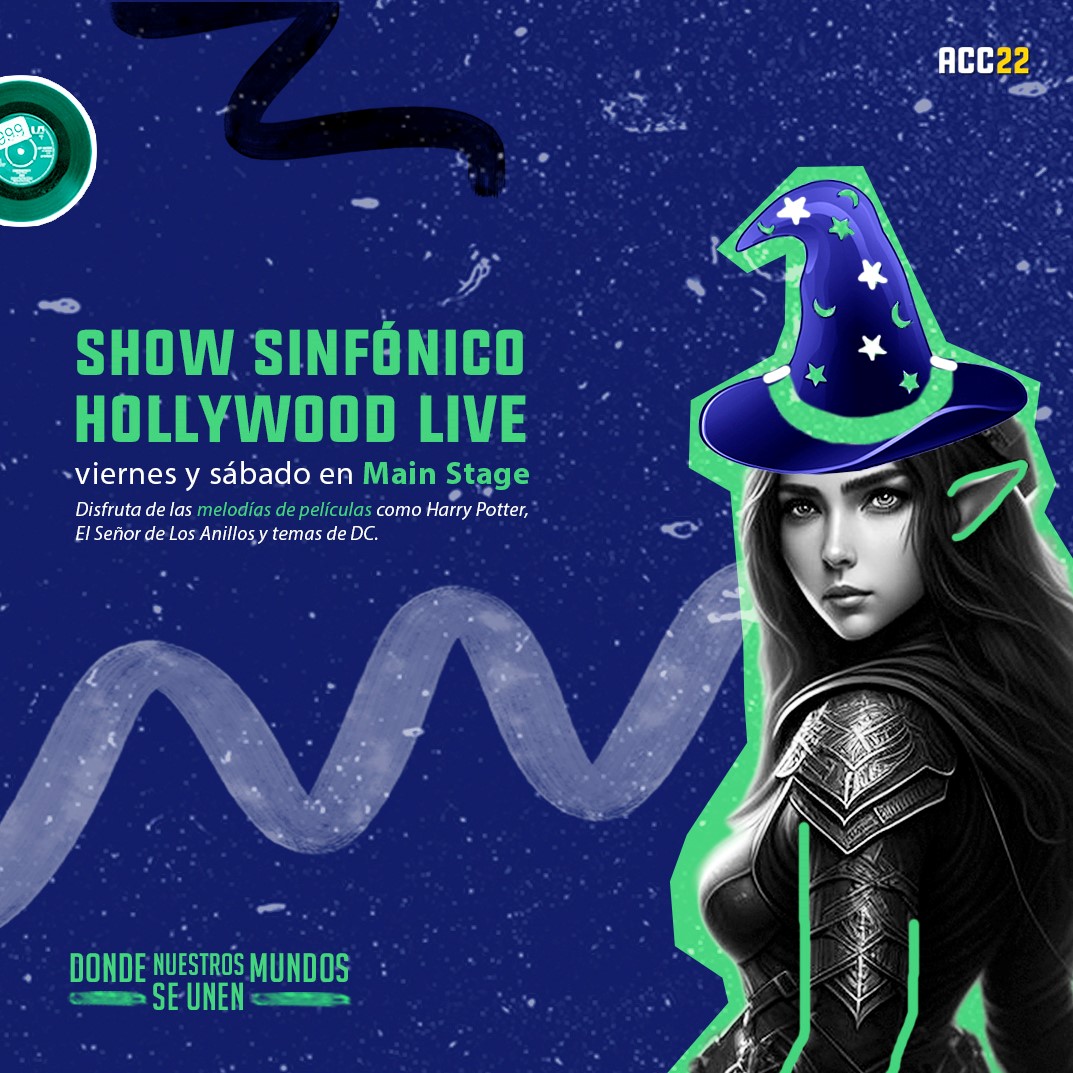 ACC22
SHOW SINFÓNICO
HOLLYWOOD LIVE
viernes y sábado en Main Stage
Disfruta de las melodías de películas como Harry Potter,
El Señor de Los Anillos y temas de DC.
DONDE NUESTROS MUNDOS
SE UNEN